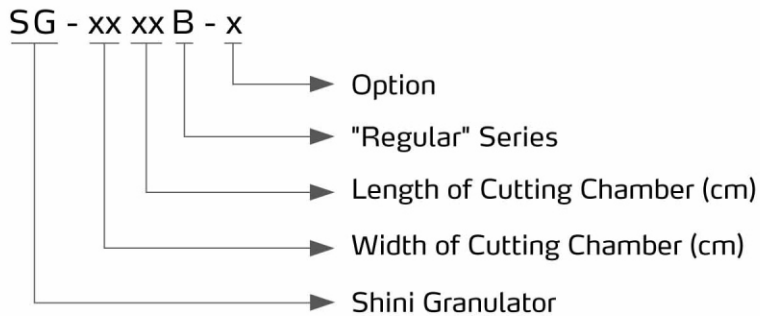 SG - xx xx B - x
Option
"Regular" Series
Length of Cutting Chamber (cm)
Width of Cutting Chamber (cm)
Shini Granulator